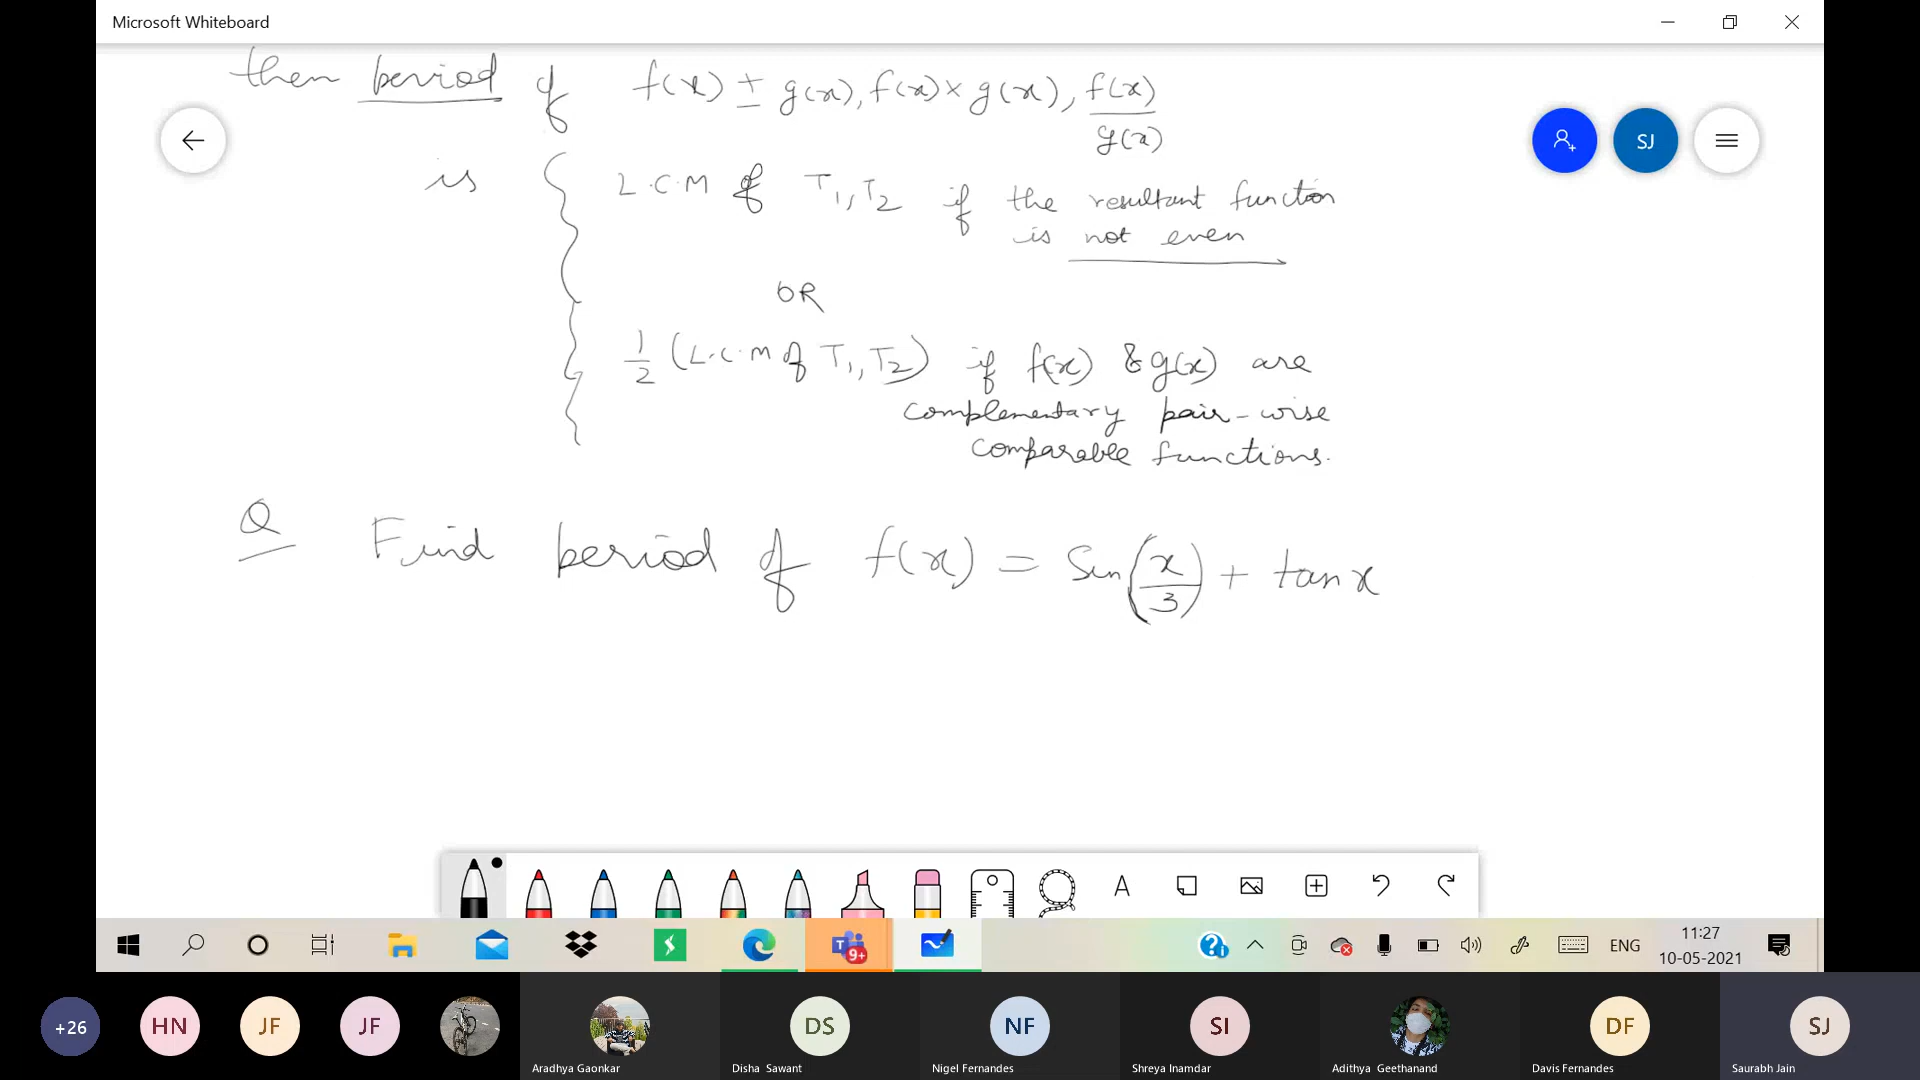 Microsoft Whiteboard
then period of f(x) ± g(x), f(x) × g(x), f(x)/g(x)
is { L.C.M of T₁, T₂ if the resultant function
is not even
OR
1/2 (L.C.M of T₁, T₂) if f(x) & g(x) are
complementary pair-wise
comparable functions.
Q Find period of f(x) = Sin(x/3) + tan x
SJ
A
9+
ENG
11:27
10-05-2021
+26
HN
JF
JF
DS
NF
SI
DF
SJ
Aradhya Gaonkar
Disha Sawant
Nigel Fernandes
Shreya Inamdar
Adithya Geethanand
Davis Fernandes
Saurabh Jain